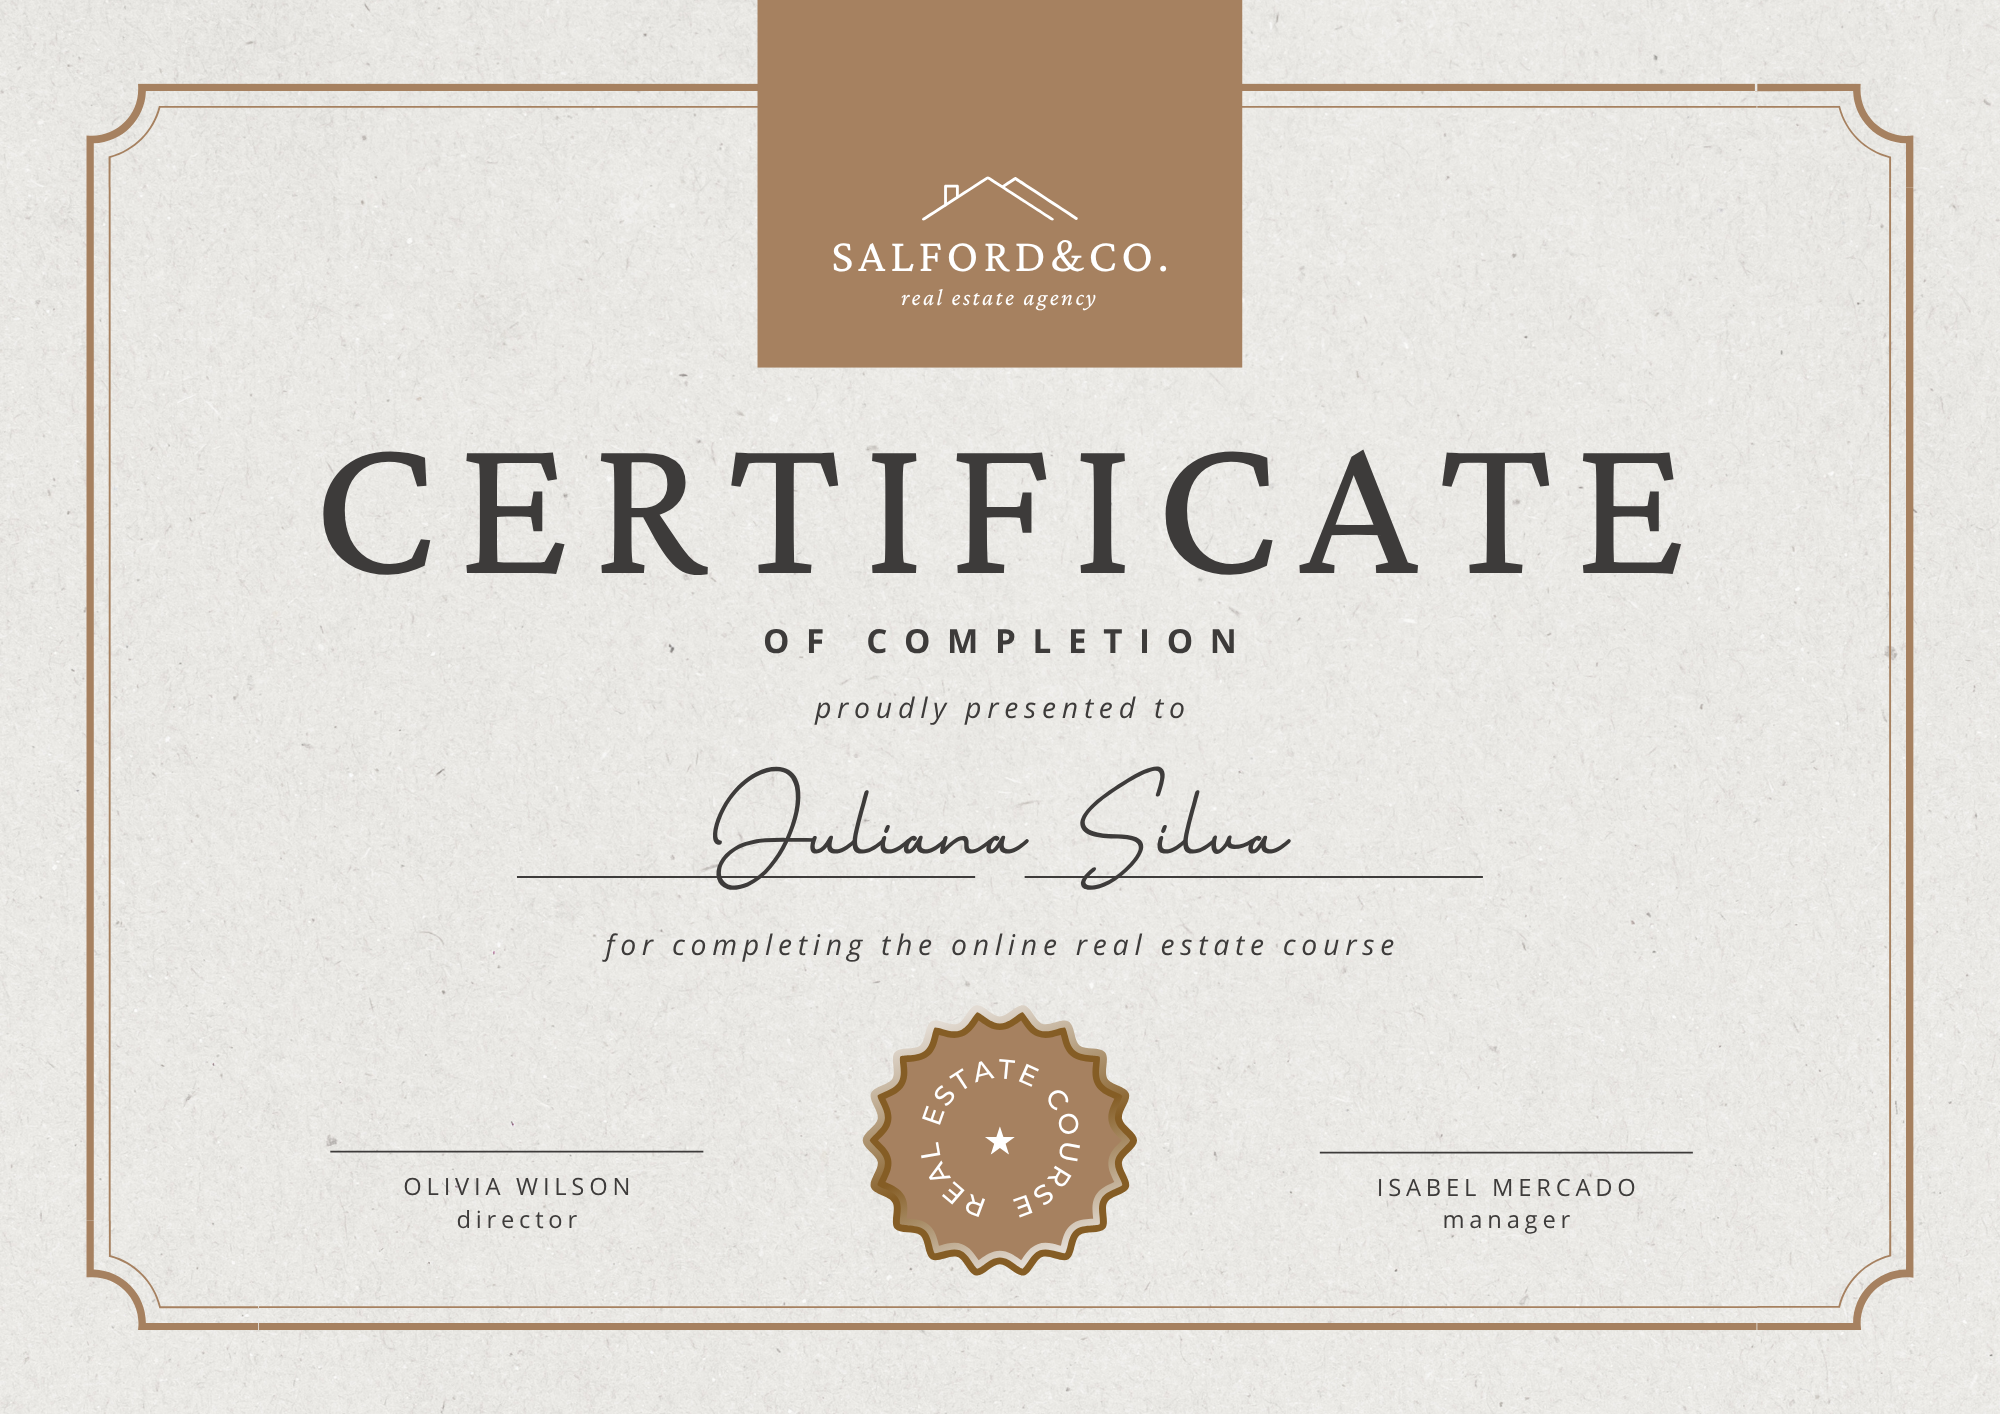 SALFORD&CO.
real estate agency
CERTIFICATE
OF COMPLETION
proudly presented to
Juliana Silva
for completing the online real estate course
REAL ESTATE COURSE
OLIVIA WILSON
director
ISABEL MERCADO
manager